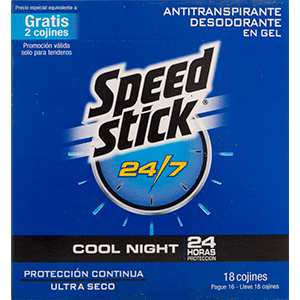 Precio especial equivalente a:
Gratis
2 cojines
Promoción válida
solo para tenderos
ANTITRANSPIRANTE
DESODORANTE
EN GEL
Speed
Stick®
24/7
COOL NIGHT
24
HORAS
PROTECCIÓN
PROTECCIÓN CONTINUA
ULTRA SECO
18 cojines
Pague 16 - Lleve 18 cojines